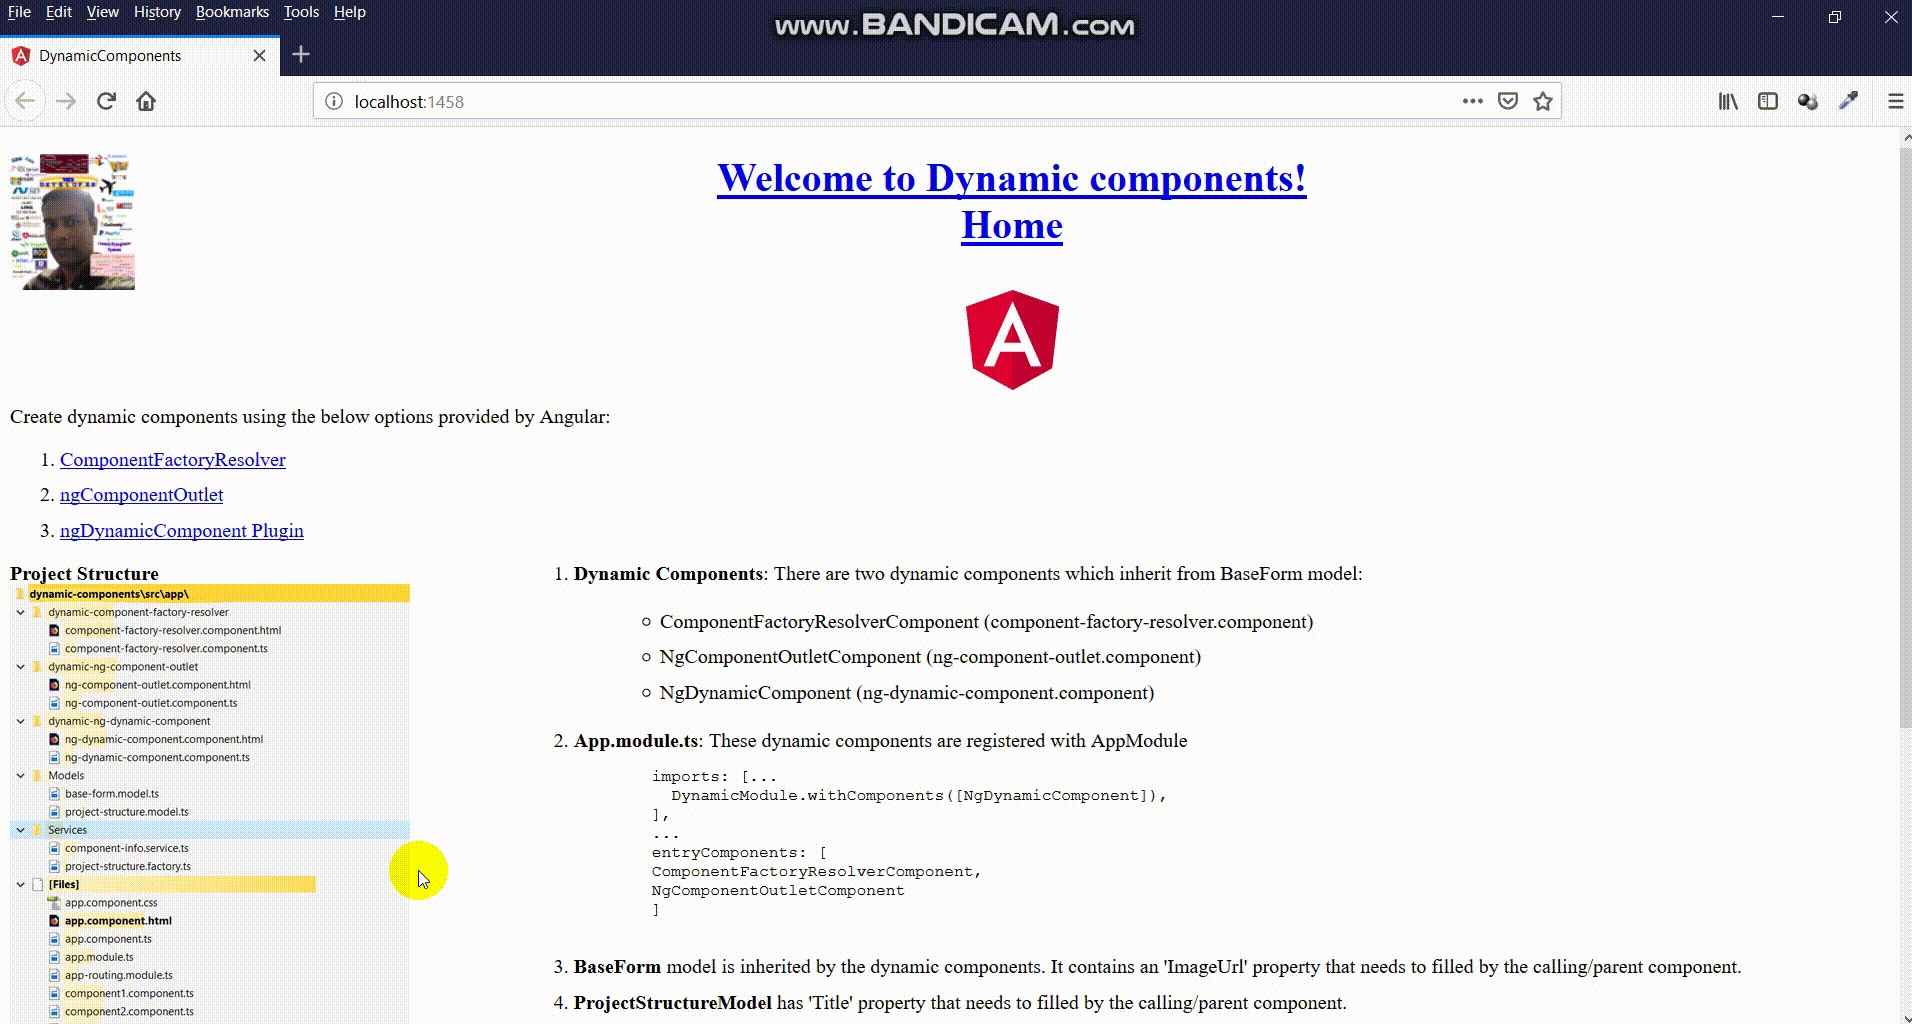 File Edit View History Bookmarks Tools Help
www.BANDICAM.com
DynamicComponents
localhost:1458
Welcome to Dynamic components!
Home
A
Create dynamic components using the below options provided by Angular:
1. ComponentFactoryResolver
2. ngComponentOutlet
3. ngDynamicComponent Plugin
Project Structure
dynamic-components\src\app\
dynamic-component-factory-resolver
component-factory-resolver.component.html
component-factory-resolver.component.ts
dynamic-ng-component-outlet
ng-component-outlet.component.html
ng-component-outlet.component.ts
dynamic-ng-dynamic-component
ng-dynamic-component.component.html
ng-dynamic-component.component.ts
Models
base-form.model.ts
project-structure.model.ts
Services
component-info.service.ts
project-structure.factory.ts
[Files]
app.component.css
app.component.html
app.component.ts
app.module.ts
app-routing.module.ts
component1.component.ts
component2.component.ts
1. Dynamic Components: There are two dynamic components which inherit from BaseForm model:
ComponentFactoryResolverComponent (component-factory-resolver.component)
NgComponentOutletComponent (ng-component-outlet.component)
NgDynamicComponent (ng-dynamic-component.component)
2. App.module.ts: These dynamic components are registered with AppModule
imports: [...
DynamicModule.withComponents([NgDynamicComponent]),
],
...
entryComponents: [
ComponentFactoryResolverComponent,
NgComponentOutletComponent
]
3. BaseForm model is inherited by the dynamic components. It contains an 'ImageUrl' property that needs to filled by the calling/parent component.
4. ProjectStructureModel has 'Title' property that needs to filled by the calling/parent component.